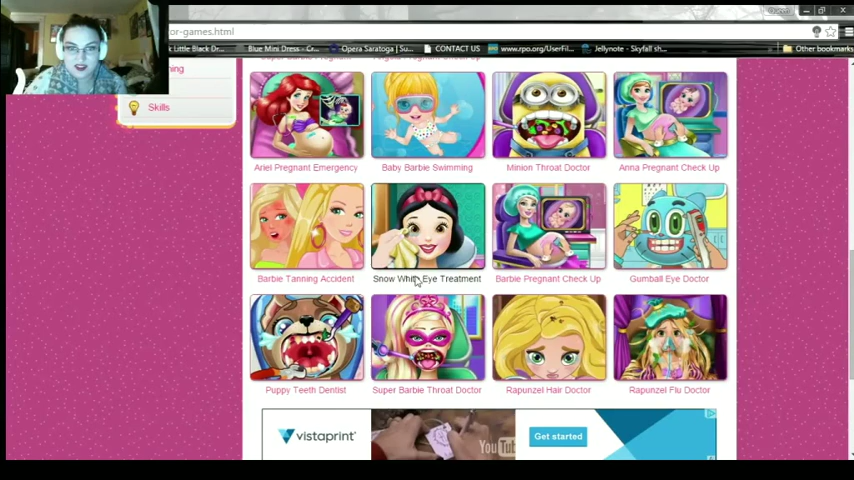 or-games.html
k Little Black Dr...
Blue Mini Dress - Cr...
Opera Saratoga | Su...
CONTACT US
www.rpo.org/UserFil...
Jellynote - Skyfall sh...
Other bookmarks
Skills
Ariel Pregnant Emergency
Baby Barbie Swimming
Minion Throat Doctor
Anna Pregnant Check Up
Barbie Tanning Accident
Snow White Eye Treatment
Barbie Pregnant Check Up
Gumball Eye Doctor
Puppy Teeth Dentist
Super Barbie Throat Doctor
Rapunzel Hair Doctor
Rapunzel Flu Doctor
vistaprint
YouTub
Get started